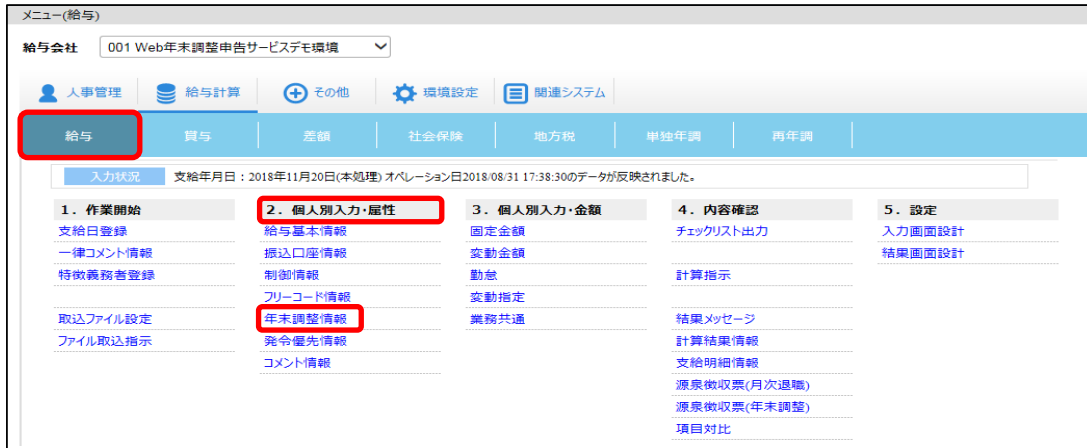 メニュー(給与)
給与会社 001 Web年末調整申告サービスデモ環境
人事管理 給与計算 その他 環境設定 関連システム
給与 賞与 差額 社会保険 地方税 単独年調 再年調
入力状況 支給年月日：2018年11月20日(本処理) オペレーション日2018/08/31 17:38:30のデータが反映されました。
1．作業開始 2．個人別入力・属性 3．個人別入力・金額 4．内容確認 5．設定
支給日登録 給与基本情報 固定金額 チェックリスト出力 入力画面設計
一律コメント情報 振込口座情報 変動金額 結果画面設計
特徴義務者登録 制御情報 勤怠 計算指示
フリーコード情報 変動指定
取込ファイル設定 年末調整情報 業務共通 結果メッセージ
ファイル取込指示 発令優先情報 計算結果情報
コメント情報 支給明細情報
源泉徴収票(月次退職)
源泉徴収票(年末調整)
項目対比